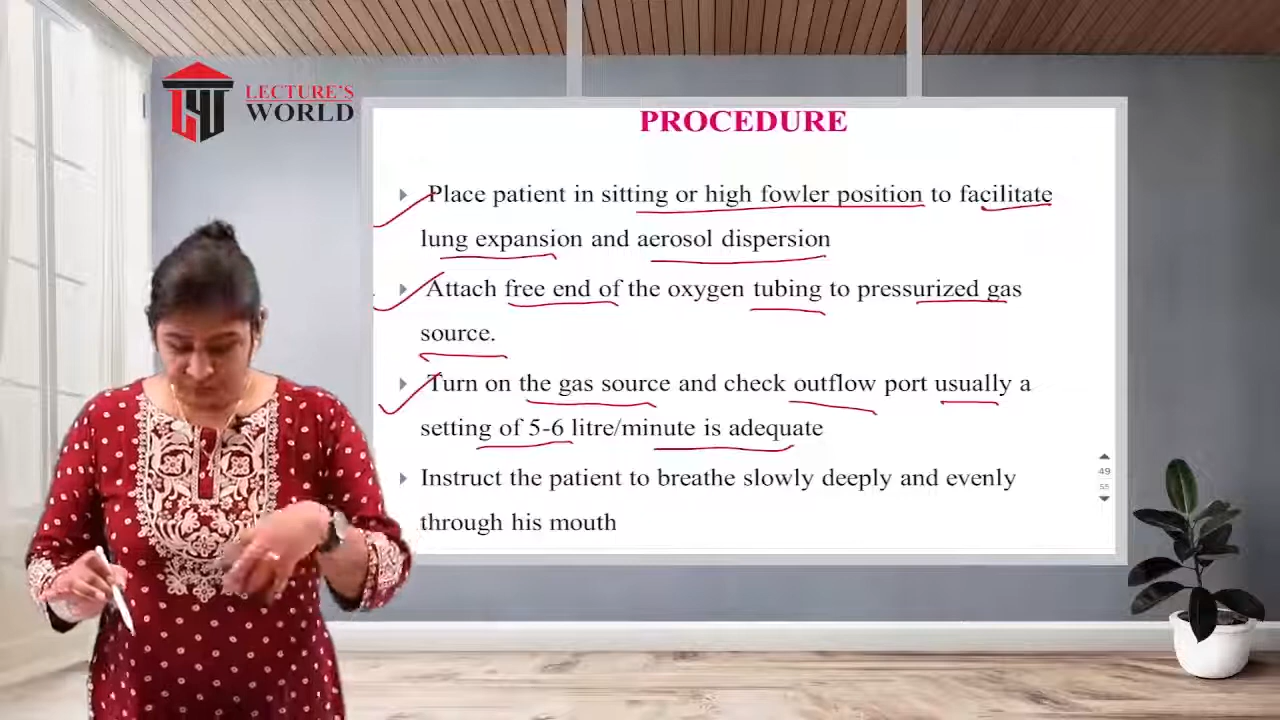 LECTURE'S
WORLD
PROCEDURE
Place patient in sitting or high fowler position to facilitate
lung expansion and aerosol dispersion
Attach free end of the oxygen tubing to pressurized gas
source.
Turn on the gas source and check outflow port usually a
setting of 5-6 litre/minute is adequate
Instruct the patient to breathe slowly deeply and evenly
through his mouth
49
55